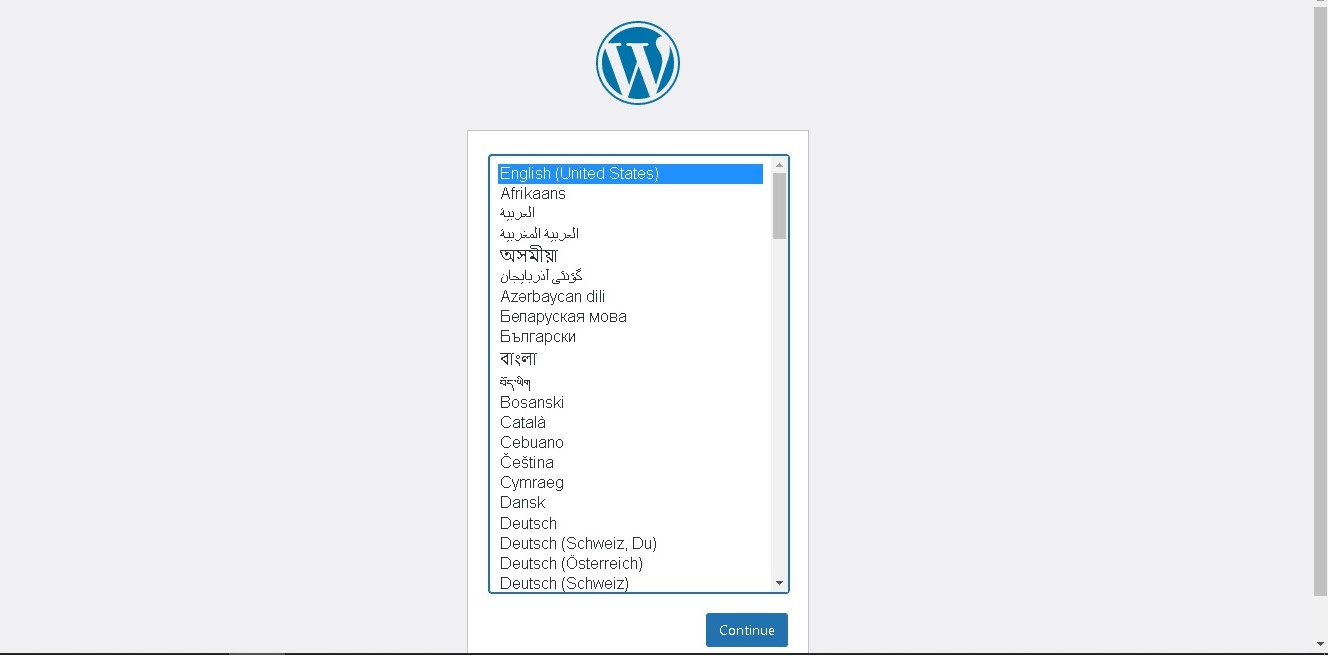 English (United States)
Afrikaans
العربية
العربية المغربية
অসমীয়া
گؤنئی آذربایجان
Azərbaycan dili
Беларуская мова
Български
বাংলা
བོད་ཡིག
Bosanski
Català
Cebuano
Čeština
Cymraeg
Dansk
Deutsch
Deutsch (Schweiz, Du)
Deutsch (Österreich)
Deutsch (Schweiz)
Continue